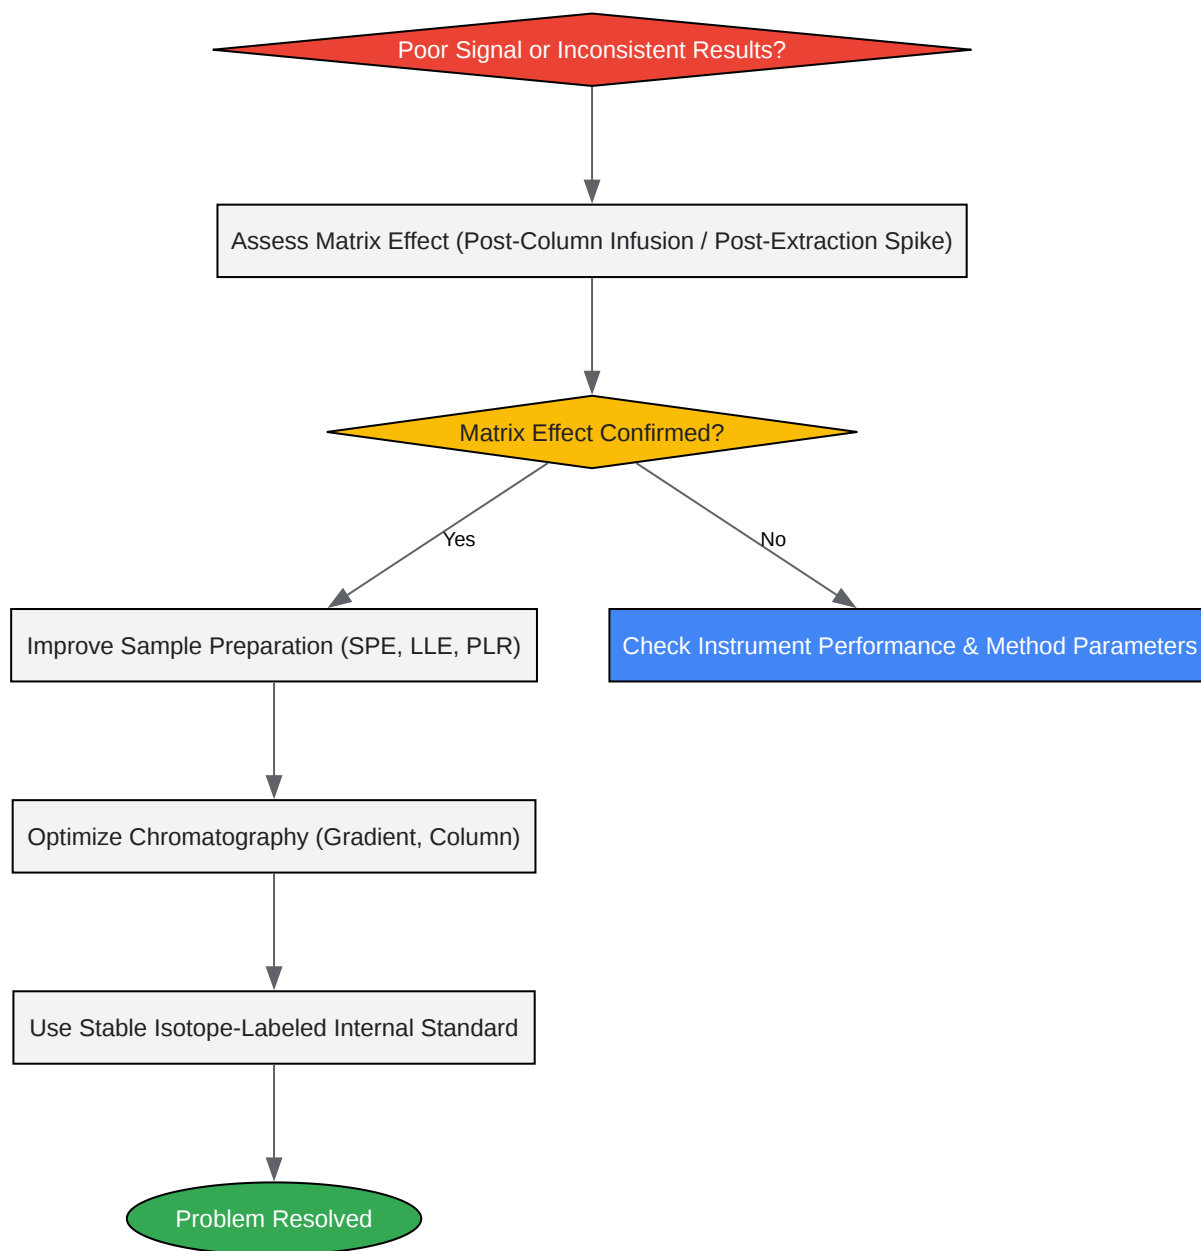 Poor Signal or Inconsistent Results?
Assess Matrix Effect (Post-Column Infusion / Post-Extraction Spike)
Matrix Effect Confirmed?
Yes
No
Improve Sample Preparation (SPE, LLE, PLR)
Check Instrument Performance & Method Parameters
Optimize Chromatography (Gradient, Column)
Use Stable Isotope-Labeled Internal Standard
Problem Resolved